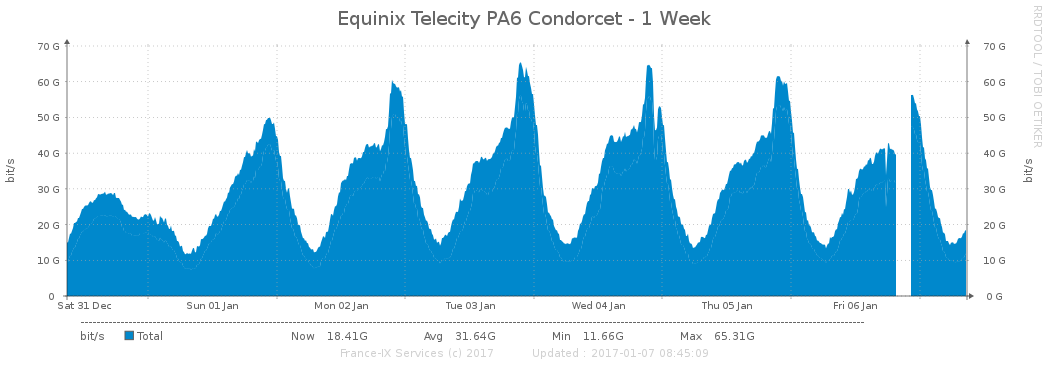 Equinix Telecity PA6 Condorcet - 1 Week
RRDTOOL / TOBI OETIKER
70 G 70 G
60 G 60 G
50 G 50 G
40 G 40 G
30 G 30 G
20 G 20 G
10 G 10 G
0 0 G
bit/s bit/s
Sat 31 Dec Sun 01 Jan Mon 02 Jan Tue 03 Jan Wed 04 Jan Thu 05 Jan Fri 06 Jan
bit/s Total Now 18.41G Avg 31.64G Min 11.66G Max 65.31G
France-IX Services (c) 2017 Updated : 2017-01-07 08:45:09